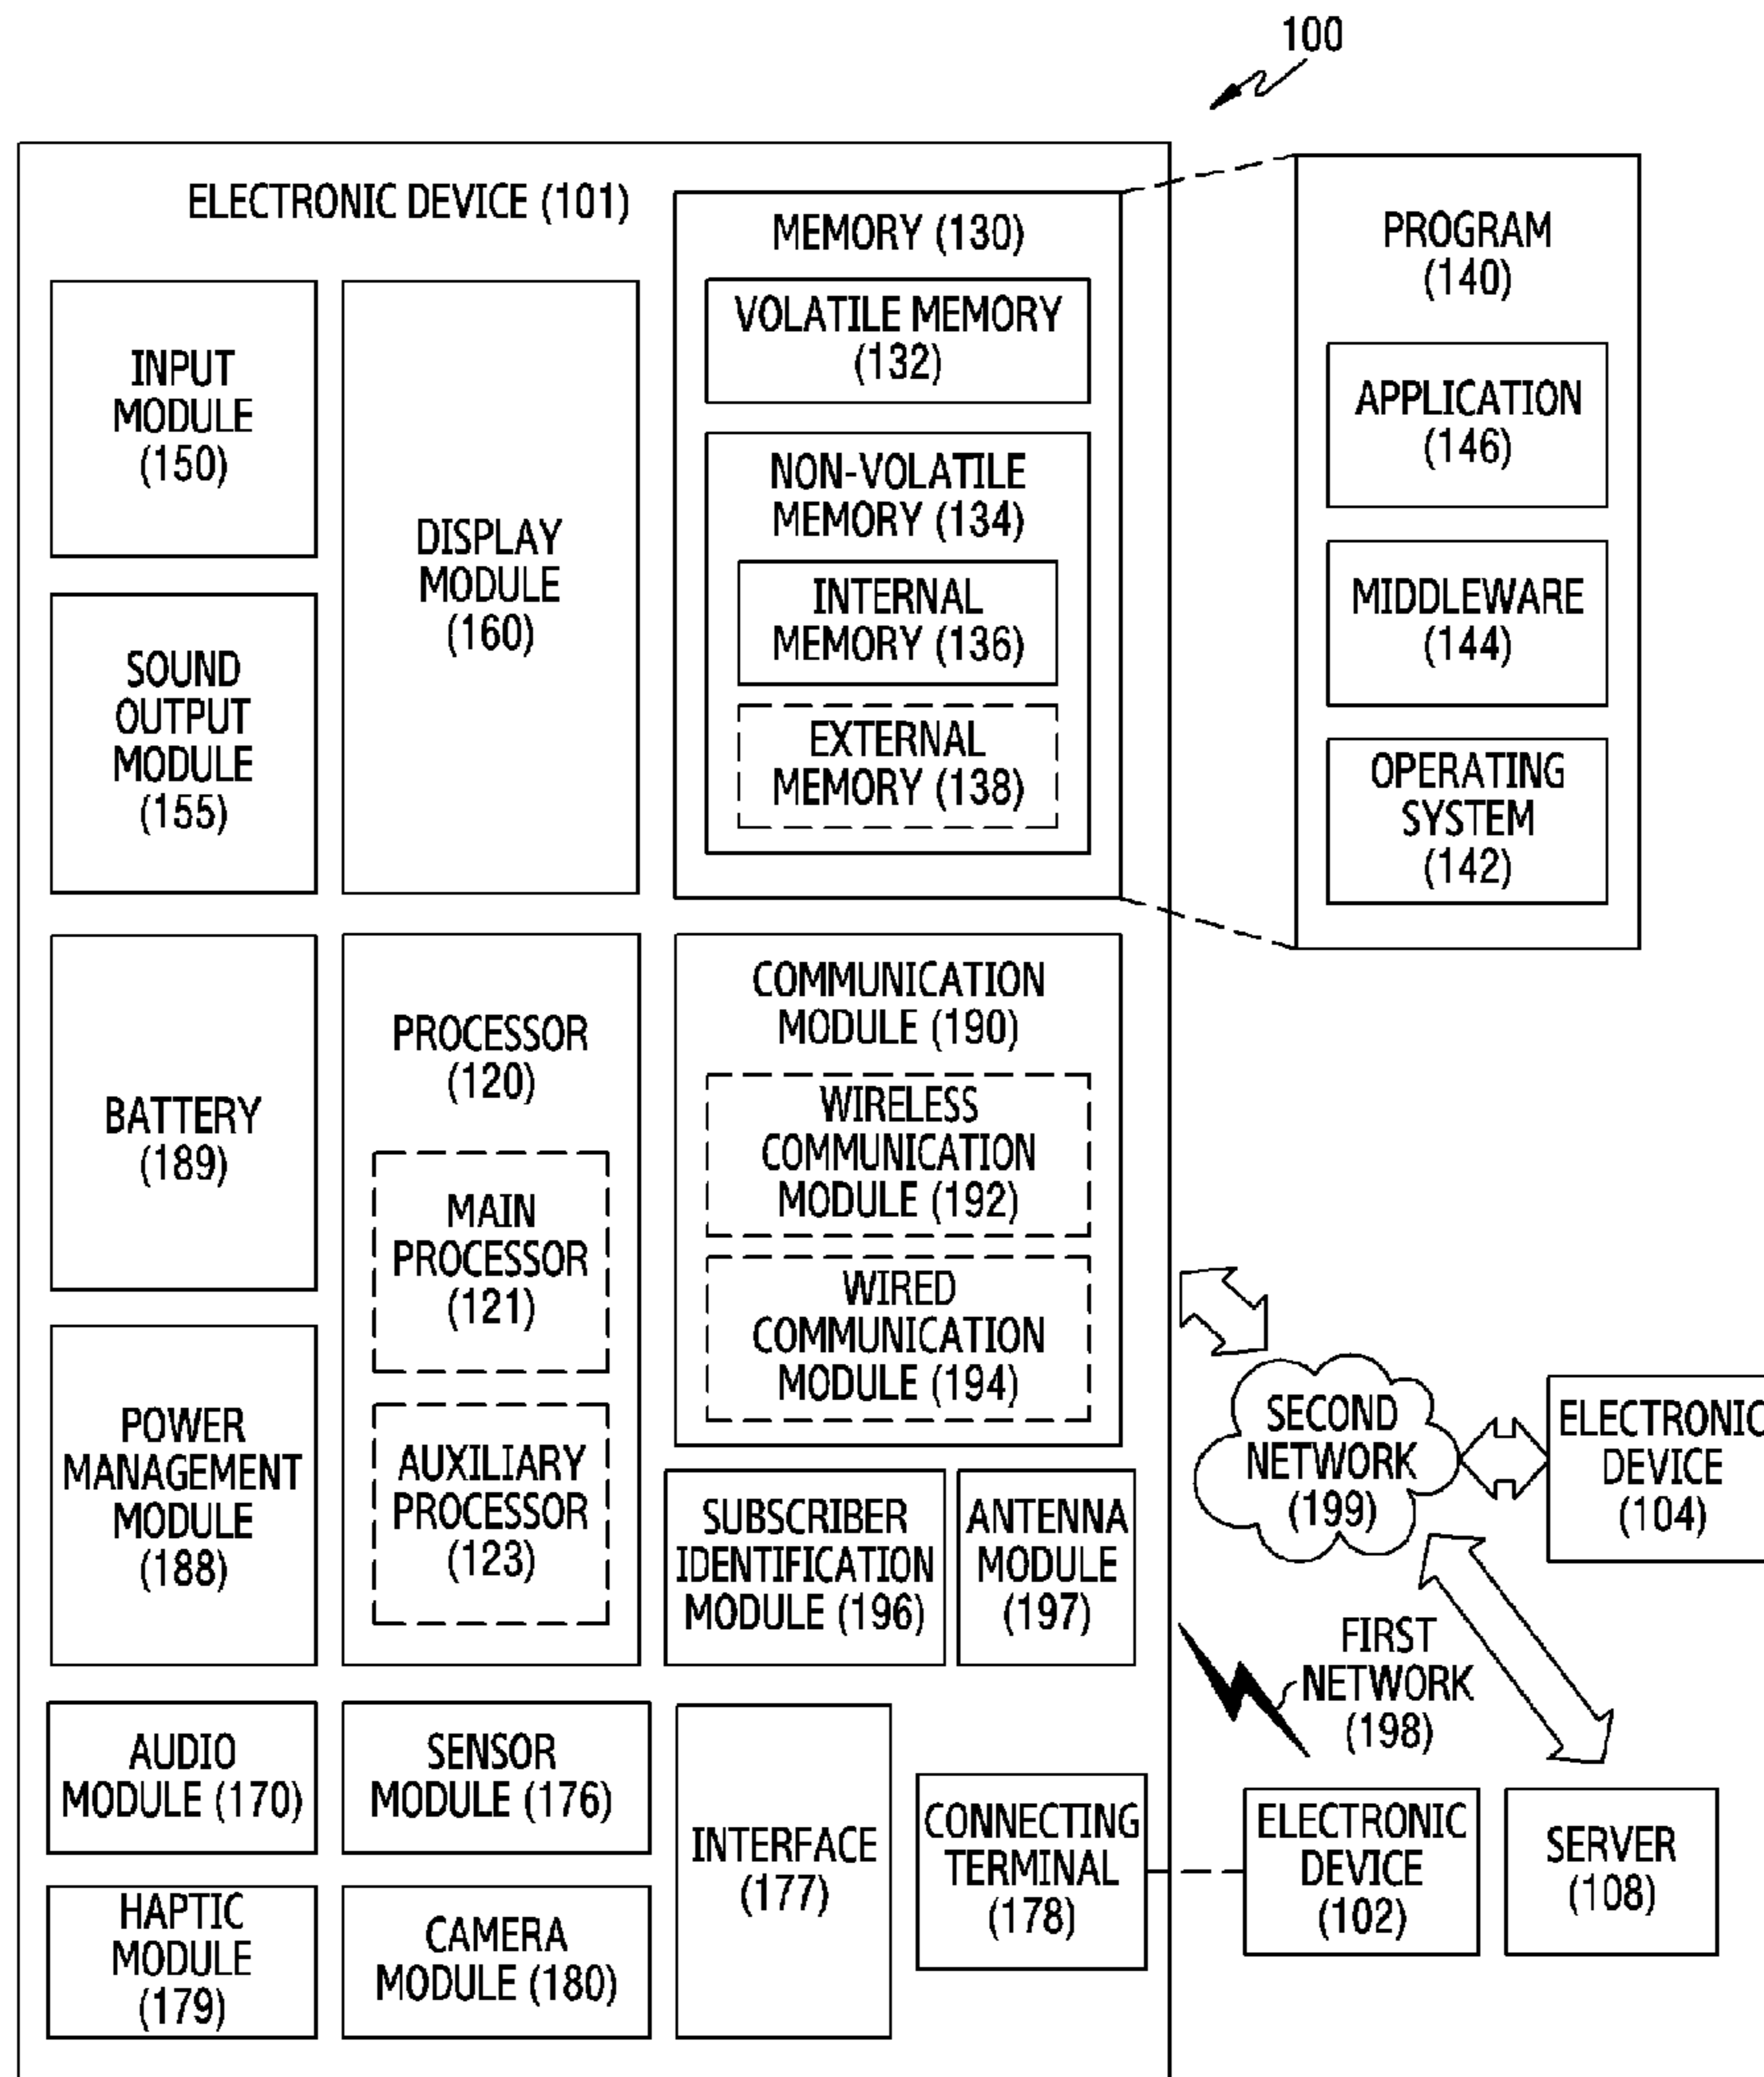 100
ELECTRONIC DEVICE (101)
INPUT
MODULE
(150)
SOUND
OUTPUT
MODULE
(155)
DISPLAY
MODULE
(160)
MEMORY (130)
VOLATILE MEMORY
(132)
NON-VOLATILE
MEMORY (134)
INTERNAL
MEMORY (136)
EXTERNAL
MEMORY (138)
PROGRAM
(140)
APPLICATION
(146)
MIDDLEWARE
(144)
OPERATING
SYSTEM
(142)
BATTERY
(189)
POWER
MANAGEMENT
MODULE
(188)
PROCESSOR
(120)
MAIN
PROCESSOR
(121)
AUXILIARY
PROCESSOR
(123)
COMMUNICATION
MODULE (190)
WIRELESS
COMMUNICATION
MODULE (192)
WIRED
COMMUNICATION
MODULE (194)
SUBSCRIBER
IDENTIFICATION
MODULE (196)
ANTENNA
MODULE
(197)
SECOND
NETWORK
(199)
ELECTRONIC
DEVICE
(104)
FIRST
NETWORK
(198)
AUDIO
MODULE (170)
SENSOR
MODULE (176)
HAPTIC
MODULE
(179)
CAMERA
MODULE (180)
INTERFACE
(177)
CONNECTING
TERMINAL
(178)
ELECTRONIC
DEVICE
(102)
SERVER
(108)